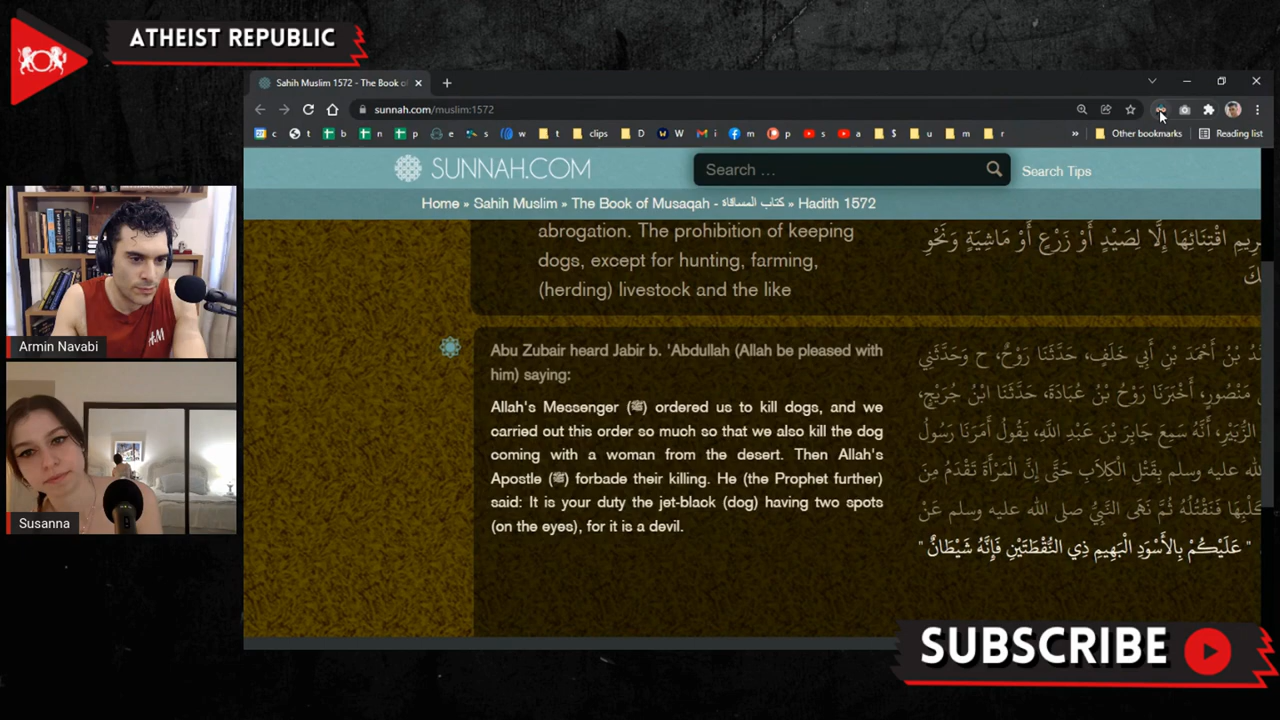 ATHEIST REPUBLIC
Sahih Muslim 1572 - The Book of
sunnah.com/muslim:1572
c t b n p e s w t clips D W i m p s a $ u m r » Other bookmarks Reading list
SUNNAH.COM
Search ...
Search Tips
Home » Sahih Muslim » The Book of Musaqah - كتاب المساقاة » Hadith 1572
abrogation. The prohibition of keeping
dogs, except for hunting, farming,
(herding) livestock and the like
اقْتِنَائِهَا إِلَّا لِصَيْدٍ أَوْ زَرْعٍ أَوْ مَاشِيَةٍ وَنَحْوِ
Abu Zubair heard Jabir b. 'Abdullah (Allah be pleased with
him) saying:
Allah's Messenger (ﷺ) ordered us to kill dogs, and we
carried out this order so much so that we also kill the dog
coming with a woman from the desert. Then Allah's
Apostle (ﷺ) forbade their killing. He (the Prophet further)
said: It is your duty the jet-black (dog) having two spots
(on the eyes), for it is a devil.
بْنُ أَحْمَدَ بْنِ أَبِي خَلَفٍ، حَدَّثَنَا رَوْحٌ، ح وَحَدَّثَنِي
مَنْصُورٍ، أَخْبَرَنَا رَوْحُ بْنُ عُبَادَةَ، حَدَّثَنَا ابْنُ جُرَيْجٍ،
الزُّبَيْرِ، أَنَّهُ سَمِعَ جَابِرَ بْنَ عَبْدِ اللَّهِ، يَقُولُ أَمَرَنَا رَسُولُ
عليه وسلم بِقَتْلِ الْكِلاَبِ حَتَّى إِنَّ الْمَرْأَةَ تَقْدَمُ مِنَ
فَنَقْتُلُهُ ثُمَّ نَهَى النَّبِيُّ صلى الله عليه وسلم عَنْ
" عَلَيْكُمْ بِالأَسْوَدِ الْبَهِيمِ ذِي النُّقْطَتَيْنِ فَإِنَّهُ شَيْطَانٌ "
Armin Navabi
Susanna
SUBSCRIBE